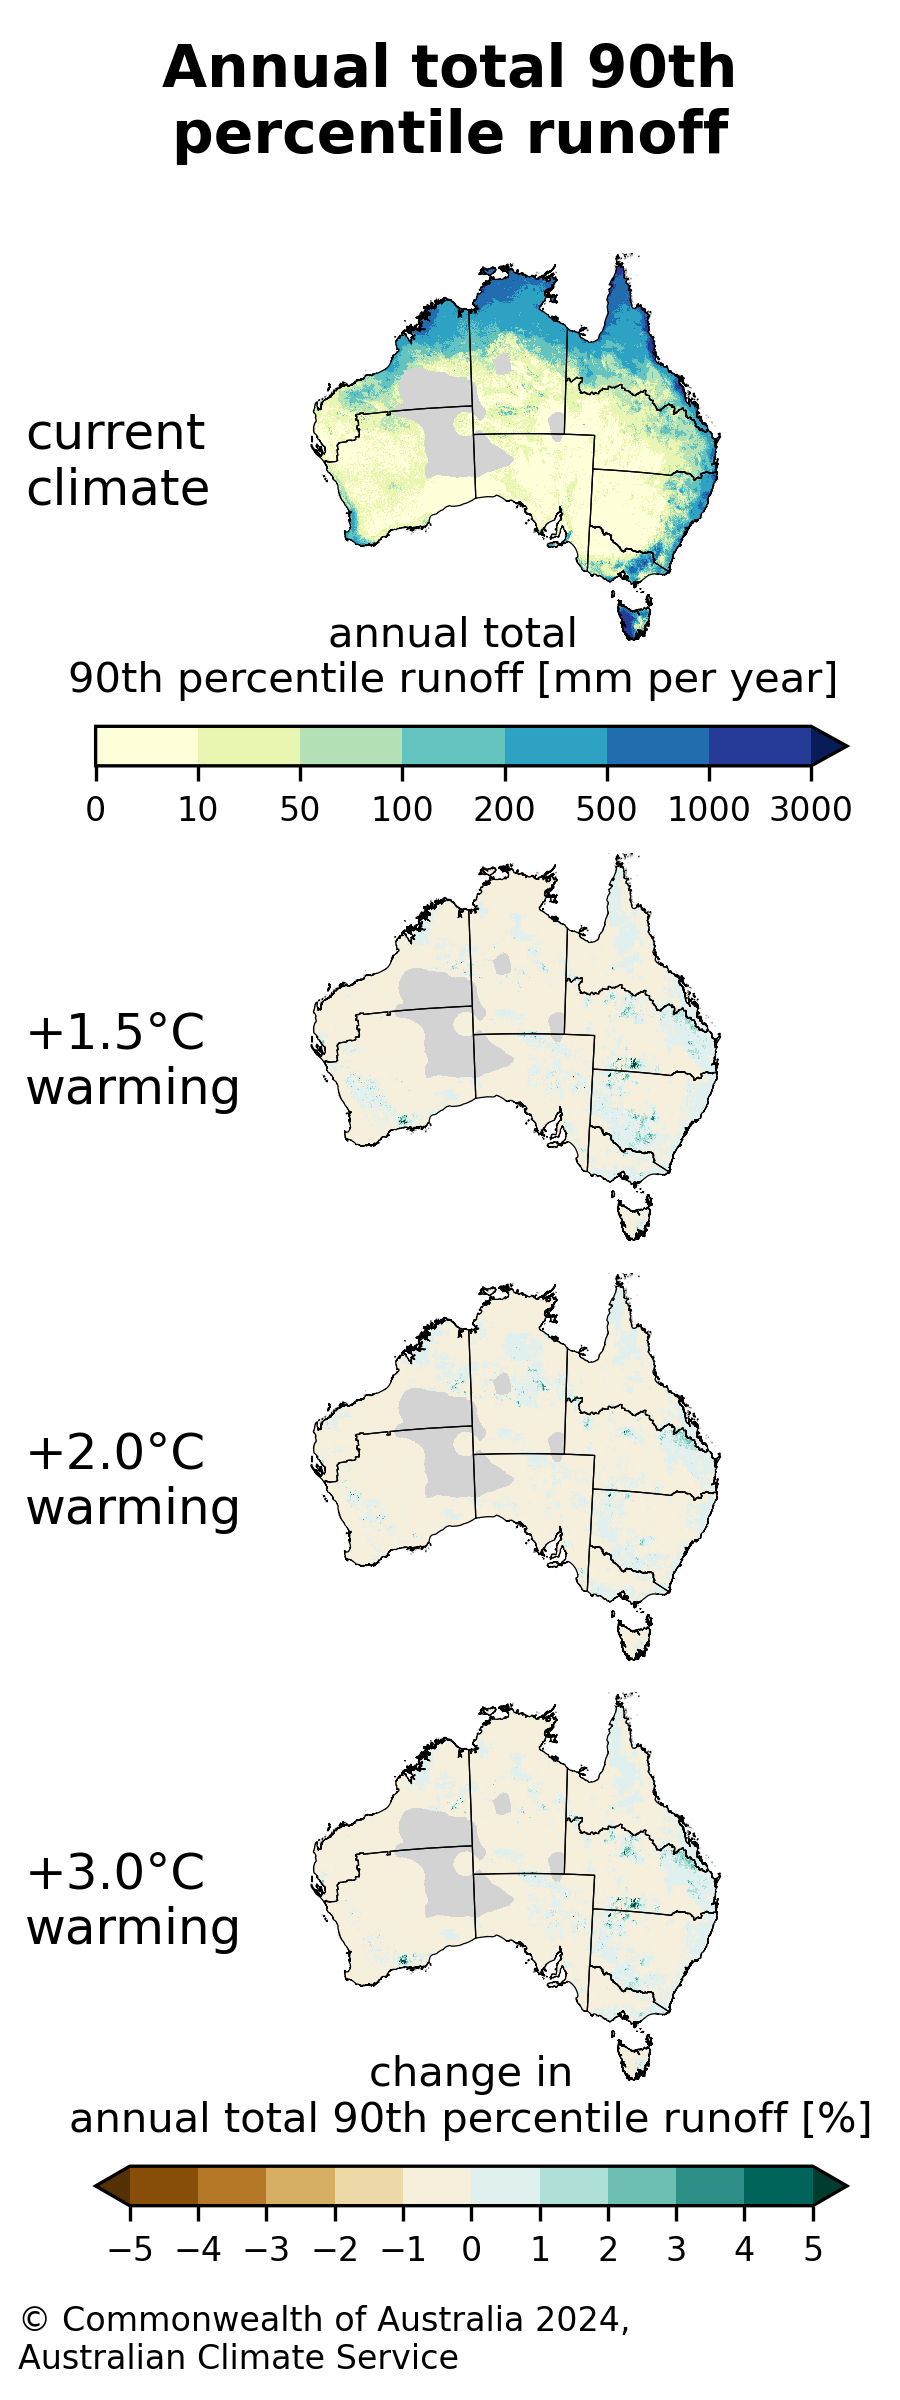 Annual total 90th
percentile runoff
current
climate
annual total
90th percentile runoff [mm per year]
0 10 50 100 200 500 1000 3000
+1.5°C
warming
+2.0°C
warming
+3.0°C
warming
change in
annual total 90th percentile runoff [%]
−5 −4 −3 −2 −1 0 1 2 3 4 5
© Commonwealth of Australia 2024,
Australian Climate Service